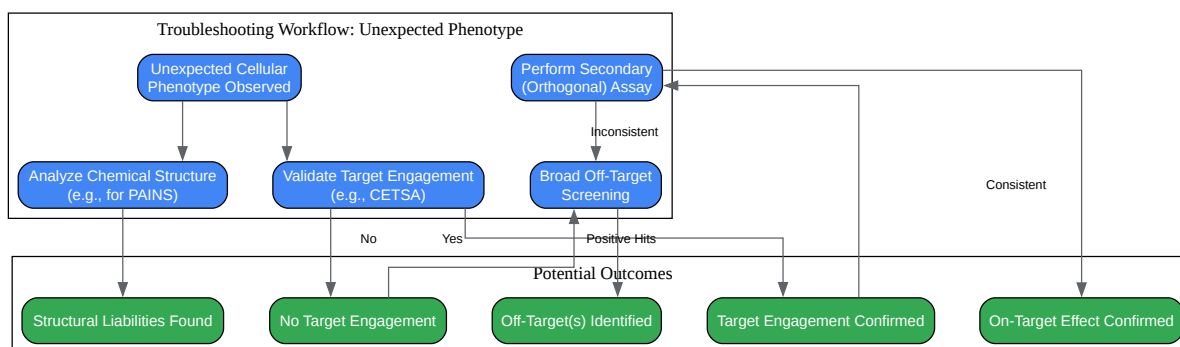 Troubleshooting Workflow: Unexpected Phenotype
Unexpected Cellular
Phenotype Observed
Perform Secondary
(Orthogonal) Assay
Inconsistent
Analyze Chemical Structure
(e.g., for PAINS)
Validate Target Engagement
(e.g., CETSA)
Broad Off-Target
Screening
Consistent
No
Yes
Positive Hits
Potential Outcomes
Structural Liabilities Found
No Target Engagement
Off-Target(s) Identified
Target Engagement Confirmed
On-Target Effect Confirmed